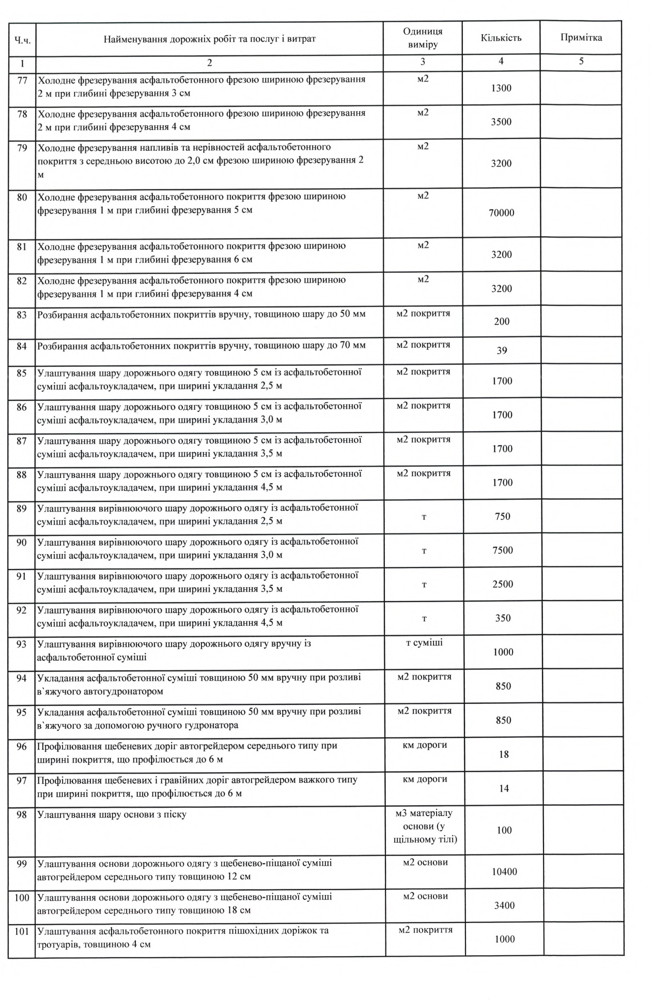 Ч.ч.
Найменування дорожніх робіт та послуг і витрат
Одиниця
виміру
Кількість
Примітка
1
2
3
4
5
77
Холодне фрезерування асфальтобетонного фрезою шириною фрезерування
2 м при глибині фрезерування 3 см
м2
1300
78
Холодне фрезерування асфальтобетонного фрезою шириною фрезерування
2 м при глибині фрезерування 4 см
м2
3500
79
Холодне фрезерування напливів та нерівностей асфальтобетонного
покриття з середньою висотою до 2,0 см фрезою шириною фрезерування 2
м
м2
3200
80
Холодне фрезерування асфальтобетонного покриття фрезою шириною
фрезерування 1 м при глибині фрезерування 5 см
м2
70000
81
Холодне фрезерування асфальтобетонного покриття фрезою шириною
фрезерування 1 м при глибині фрезерування 6 см
м2
3200
82
Холодне фрезерування асфальтобетонного покриття фрезою шириною
фрезерування 1 м при глибині фрезерування 4 см
м2
3200
83
Розбирання асфальтобетонних покриттів вручну, товщиною шару до 50 мм
м2 покриття
200
84
Розбирання асфальтобетонних покриттів вручну, товщиною шару до 70 мм
м2 покриття
39
85
Улаштування шару дорожнього одягу товщиною 5 см із асфальтобетонної
суміші асфальтоукладачем, при ширині укладання 2,5 м
м2 покриття
1700
86
Улаштування шару дорожнього одягу товщиною 5 см із асфальтобетонної
суміші асфальтоукладачем, при ширині укладання 3,0 м
м2 покриття
1700
87
Улаштування шару дорожнього одягу товщиною 5 см із асфальтобетонної
суміші асфальтоукладачем, при ширині укладання 3,5 м
м2 покриття
1700
88
Улаштування шару дорожнього одягу товщиною 5 см із асфальтобетонної
суміші асфальтоукладачем, при ширині укладання 4,5 м
м2 покриття
1700
89
Улаштування вирівнюючого шару дорожнього одягу із асфальтобетонної
суміші асфальтоукладачем, при ширині укладання 2,5 м
т
750
90
Улаштування вирівнюючого шару дорожнього одягу із асфальтобетонної
суміші асфальтоукладачем, при ширині укладання 3,0 м
т
7500
91
Улаштування вирівнюючого шару дорожнього одягу із асфальтобетонної
суміші асфальтоукладачем, при ширині укладання 3,5 м
т
2500
92
Улаштування вирівнюючого шару дорожнього одягу із асфальтобетонної
суміші асфальтоукладачем, при ширині укладання 4,5 м
т
350
93
Улаштування вирівнюючого шару дорожнього одягу вручну із
асфальтобетонної суміші
т суміші
1000
94
Укладання асфальтобетонної суміші товщиною 50 мм вручну при розливі
в`яжучого автогудронатором
м2 покриття
850
95
Укладання асфальтобетонної суміші товщиною 50 мм вручну при розливі
в`яжучого за допомогою ручного гудронатора
м2 покриття
850
96
Профілювання щебеневих доріг автогрейдером середнього типу при
ширині покриття, що профілюється до 6 м
км дороги
18
97
Профілювання щебеневих і гравійних доріг автогрейдером важкого типу
при ширині покриття, що профілюється до 6 м
км дороги
14
98
Улаштування шару основи з піску
м3 матеріалу
основи (у
щільному тілі)
100
99
Улаштування основи дорожнього одягу з щебенево-піщаної суміші
автогрейдером середнього типу товщиною 12 см
м2 основи
10400
100
Улаштування основи дорожнього одягу з щебенево-піщаної суміші
автогрейдером середнього типу товщиною 18 см
м2 основи
3400
101
Улаштування асфальтобетонного покриття пішохідних доріжок та
тротуарів, товщиною 4 см
м2 покриття
1000